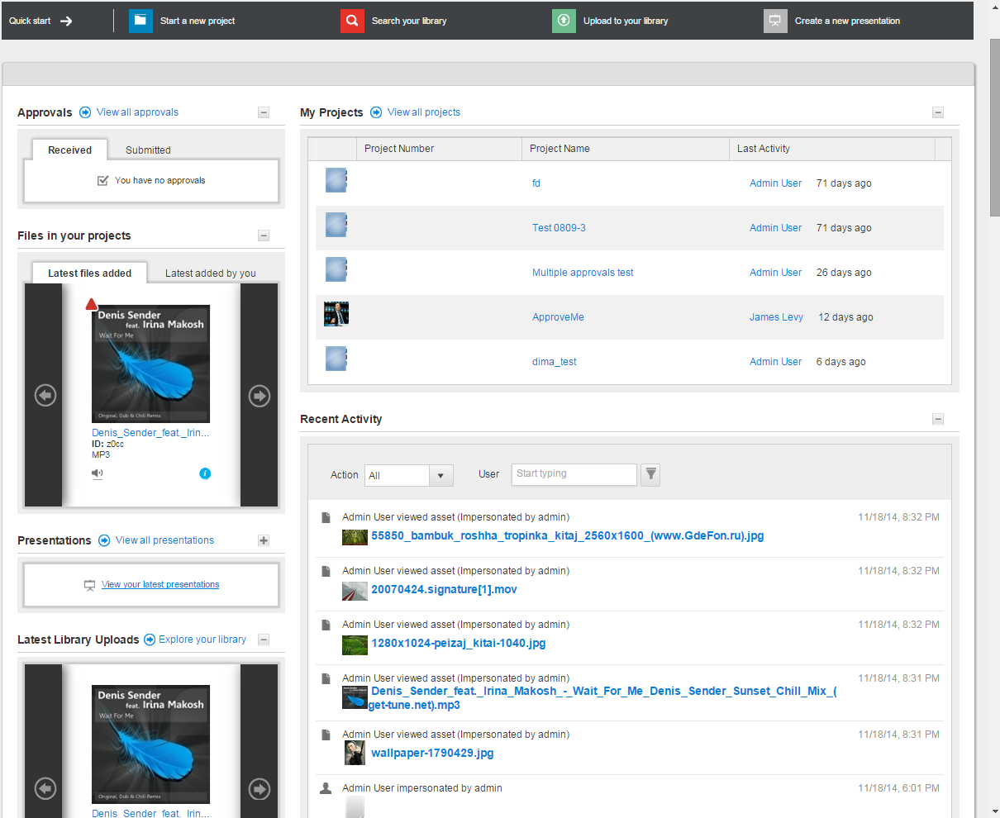 Quick start
Start a new project
Search your library
Upload to your library
Create a new presentation
Approvals
View all approvals
Received
Submitted
You have no approvals
Files in your projects
Latest files added
Latest added by you
Denis Sender
feat. Irina Makosh
Wait For Me
Original, Dub & Chill Remix
Denis_Sender_feat._Irin...
ID: z0cc
MP3
Presentations
View all presentations
View your latest presentations
Latest Library Uploads
Explore your library
Denis Sender
feat. Irina Makosh
Wait For Me
Original, Dub & Chill Remix
Denis_Sender_feat._Irin...
My Projects
View all projects
Project Number Project Name Last Activity
fd Admin User 71 days ago
Test 0809-3 Admin User 71 days ago
Multiple approvals test Admin User 26 days ago
ApproveMe James Levy 12 days ago
dima_test Admin User 6 days ago
Recent Activity
Action All User Start typing
Admin User viewed asset (Impersonated by admin) 11/18/14, 8:32 PM
55850_bambuk_roshha_tropinka_kitaj_2560x1600_(www.GdeFon.ru).jpg
Admin User viewed asset (Impersonated by admin) 11/18/14, 8:32 PM
20070424.signature[1].mov
Admin User viewed asset (Impersonated by admin) 11/18/14, 8:32 PM
1280x1024-peizaj_kitai-1040.jpg
Admin User viewed asset (Impersonated by admin) 11/18/14, 8:31 PM
Denis_Sender_feat._Irina_Makosh_-_Wait_For_Me_Denis_Sender_Sunset_Chill_Mix_(
get-tune.net).mp3
Admin User viewed asset (Impersonated by admin) 11/18/14, 8:31 PM
wallpaper-1790429.jpg
Admin User impersonated by admin 11/18/14, 6:01 PM